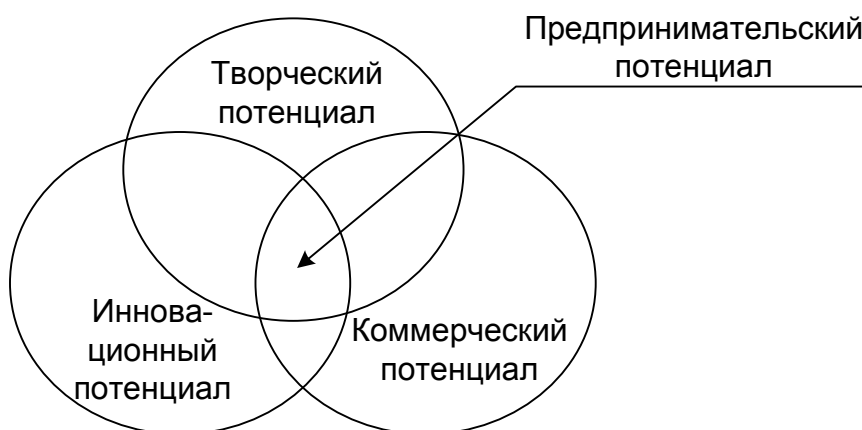 Предпринимательский
потенциал
Творческий
потенциал
Иннова-
ционный
потенциал
Коммерческий
потенциал